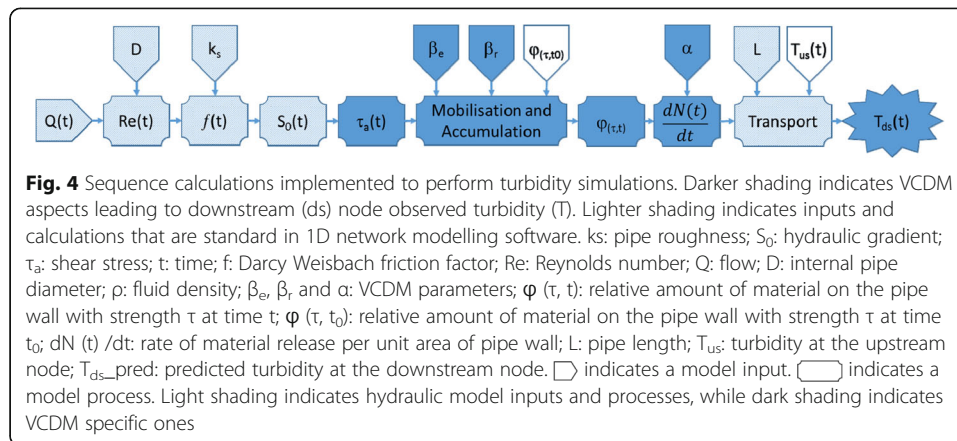 D
kₛ
βₑ
βᵣ
φ(τ,t0)
α
L
Tᵤₛ(t)
Q(t)
Re(t)
f(t)
S₀(t)
τₐ(t)
Mobilisation and
Accumulation
φ(τ,t)
dN(t)
dt
Transport
T_ds(t)
Fig. 4 Sequence calculations implemented to perform turbidity simulations. Darker shading indicates VCDM
aspects leading to downstream (ds) node observed turbidity (T). Lighter shading indicates inputs and
calculations that are standard in 1D network modelling software. ks: pipe roughness; S₀: hydraulic gradient;
τₐ: shear stress; t: time; f: Darcy Weisbach friction factor; Re: Reynolds number; Q: flow; D: internal pipe
diameter; ρ: fluid density; βₑ, βᵣ and α: VCDM parameters; φ (τ, t): relative amount of material on the pipe
wall with strength τ at time t; φ (τ, t₀): relative amount of material on the pipe wall with strength τ at time
t₀; dN (t) /dt: rate of material release per unit area of pipe wall; L: pipe length; Tᵤₛ: turbidity at the upstream
node; T_ds_pred: predicted turbidity at the downstream node. indicates a model input. indicates a
model process. Light shading indicates hydraulic model inputs and processes, while dark shading indicates
VCDM specific ones